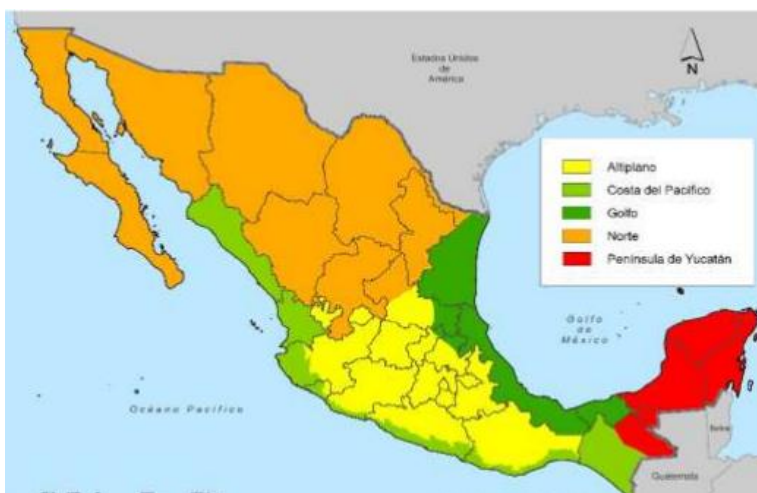 Estados Unidos
de
América
N
Altiplano
Costa del Pacífico
Golfo
Norte
Península de Yucatán
Golfo
de
México
Océano Pacífico
Belice
Guatemala